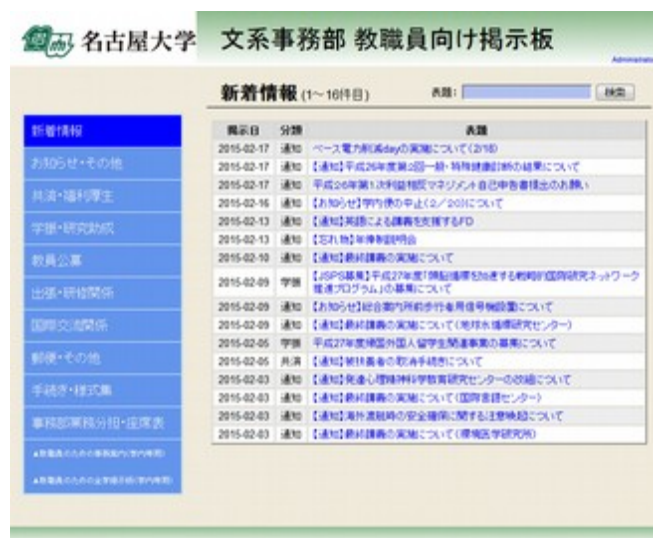 名古屋大学
文系事務部 教職員向け掲示板
新着情報 (1~16件目)
表題:
検索
新着情報
お知らせ・その他
共済・福利厚生
学振・研究助成
教員公募
出張・研修関係
国際交流関係
郵便・その他
手続き・様式集
事務部業務分担・座席表
掲示日 分類 表題
2015-02-17 通知 ベース電力削減dayの実施について(2/18)
2015-02-17 通知 【通知】平成26年度第2回一般・特殊健康診断の結果について
2015-02-17 通知 平成26年第1次利益相反マネジメント自己申告書提出のお願い
2015-02-16 通知 【お知らせ】学内便の中止(2/20)について
2015-02-13 通知 【通知】英語による講義を支援するFD
2015-02-13 通知 【忘れ物】年俸制説明会
2015-02-10 通知 【通知】最終講義の実施について
2015-02-09 学振 【JSPS募集】平成27年度「頭脳循環を加速する戦略的国際研究ネットワーク
推進プログラム」の募集について
2015-02-09 通知 【お知らせ】総合案内所前歩行者用信号機設置について
2015-02-09 通知 【通知】最終講義の実施について(地球水循環研究センター)
2015-02-05 学振 平成27年度帰国外国人留学生関連事業の募集について
2015-02-05 共済 【通知】被扶養者の取消手続きについて
2015-02-03 通知 【通知】発達心理精神科学教育研究センターの改組について
2015-02-03 通知 【通知】最終講義の実施について(国際言語センター)
2015-02-03 通知 【通知】海外渡航時の安全確保に関する注意喚起について
2015-02-03 通知 【通知】最終講義の実施について(環境医学研究所)